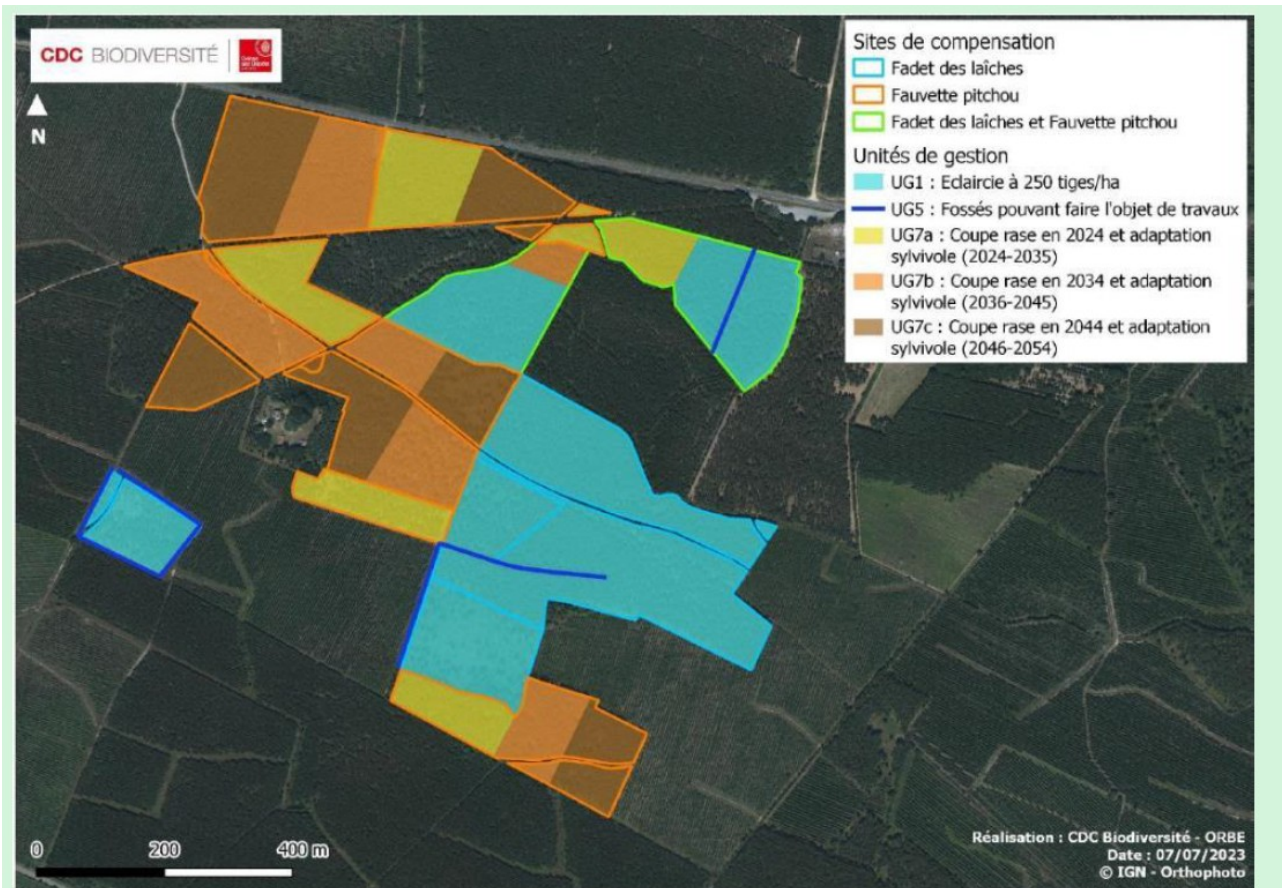 CDC BIODIVERSITÉ
N
Sites de compensation
Fadet des laîches
Fauvette pitchou
Fadet des laîches et Fauvette pitchou
Unités de gestion
UG1 : Eclaircie à 250 tiges/ha
UG5 : Fossés pouvant faire l'objet de travaux
UG7a : Coupe rase en 2024 et adaptation
sylvivole (2024-2035)
UG7b : Coupe rase en 2034 et adaptation
sylvivole (2036-2045)
UG7c : Coupe rase en 2044 et adaptation
sylvivole (2046-2054)
0 200 400 m
Réalisation : CDC Biodiversité - ORBE
Date : 07/07/2023
© IGN - Orthophoto